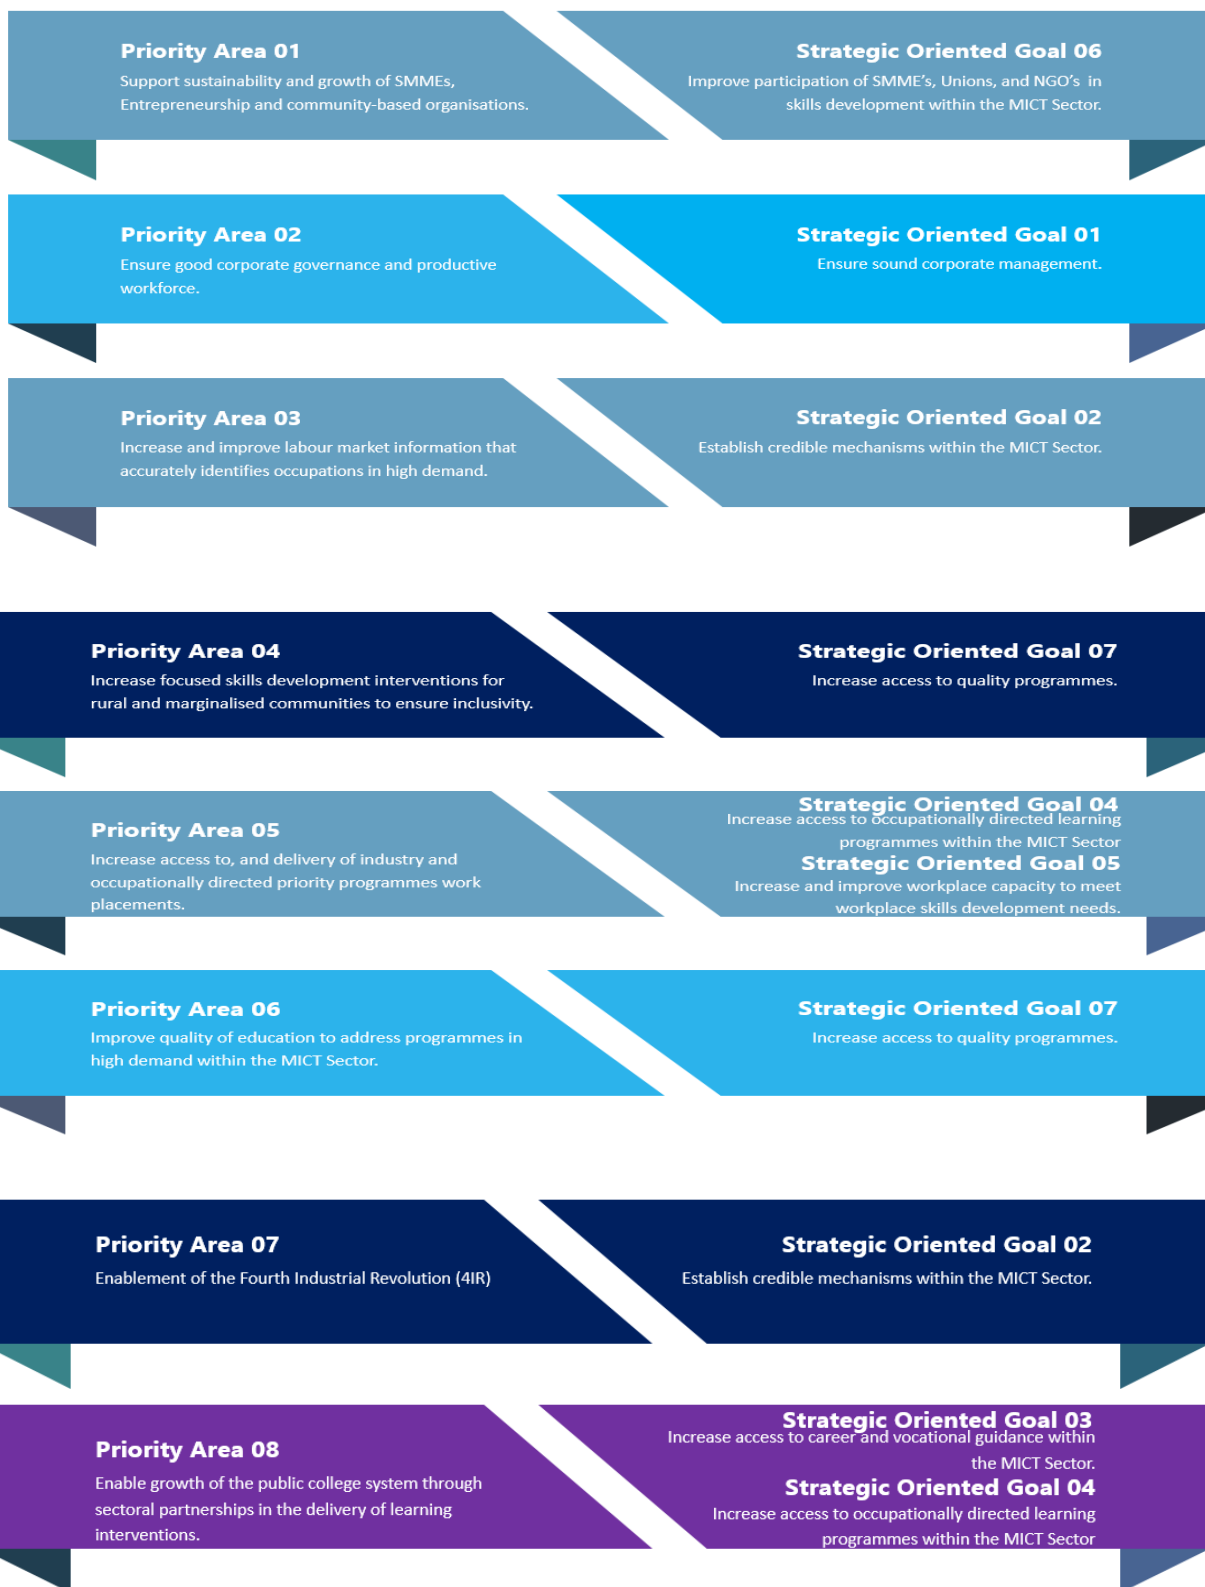 Priority Area 01
Support sustainability and growth of SMMEs,
Entrepreneurship and community-based organisations.
Strategic Oriented Goal 06
Improve participation of SMME’s, Unions, and NGO’s in
skills development within the MICT Sector.
Priority Area 02
Ensure good corporate governance and productive
workforce.
Strategic Oriented Goal 01
Ensure sound corporate management.
Priority Area 03
Increase and improve labour market information that
accurately identifies occupations in high demand.
Strategic Oriented Goal 02
Establish credible mechanisms within the MICT Sector.
Priority Area 04
Increase focused skills development interventions for
rural and marginalised communities to ensure inclusivity.
Strategic Oriented Goal 07
Increase access to quality programmes.
Priority Area 05
Increase access to, and delivery of industry and
occupationally directed priority programmes work
placements.
Strategic Oriented Goal 04
Increase access to occupationally directed learning
programmes within the MICT Sector
Strategic Oriented Goal 05
Increase and improve workplace capacity to meet
workplace skills development needs.
Priority Area 06
Improve quality of education to address programmes in
high demand within the MICT Sector.
Strategic Oriented Goal 07
Increase access to quality programmes.
Priority Area 07
Enablement of the Fourth Industrial Revolution (4IR)
Strategic Oriented Goal 02
Establish credible mechanisms within the MICT Sector.
Priority Area 08
Enable growth of the public college system through
sectoral partnerships in the delivery of learning
interventions.
Strategic Oriented Goal 03
Increase access to career and vocational guidance within
the MICT Sector.
Strategic Oriented Goal 04
Increase access to occupationally directed learning
programmes within the MICT Sector